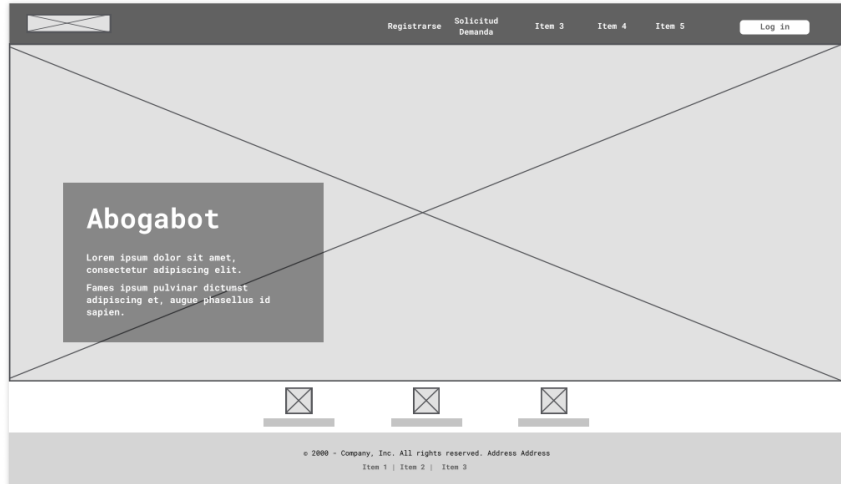 Registrarse
Solicitud
Demanda
Item 3
Item 4
Item 5
Log in
Abogabot
Lorem ipsum dolor sit amet,
consectetur adipiscing elit.
Fames ipsum pulvinar dictumst
adipiscing et, augue phasellus id
sapien.
© 2000 - Company, Inc. All rights reserved. Address Address
Item 1 | Item 2 | Item 3